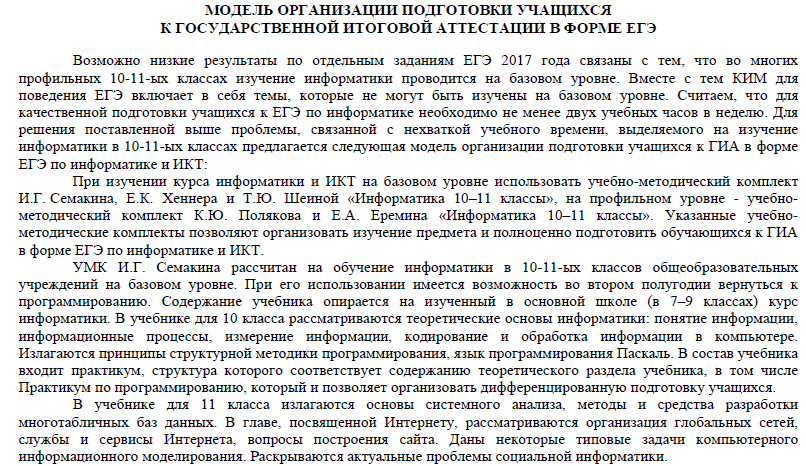 МОДЕЛЬ ОРГАНИЗАЦИИ ПОДГОТОВКИ УЧАЩИХСЯ
К ГОСУДАРСТВЕННОЙ ИТОГОВОЙ АТТЕСТАЦИИ В ФОРМЕ ЕГЭ
Возможно низкие результаты по отдельным заданиям ЕГЭ 2017 года связаны с тем, что во многих
профильных 10-11-ых классах изучение информатики проводится на базовом уровне. Вместе с тем КИМ для
поведения ЕГЭ включает в себя темы, которые не могут быть изучены на базовом уровне. Считаем, что для
качественной подготовки учащихся к ЕГЭ по информатике необходимо не менее двух учебных часов в неделю. Для
решения поставленной выше проблемы, связанной с нехваткой учебного времени, выделяемого на изучение
информатики в 10-11-ых классах предлагается следующая модель организации подготовки учащихся к ГИА в форме
ЕГЭ по информатике и ИКТ:
При изучении курса информатики и ИКТ на базовом уровне использовать учебно-методический комплект
И.Г. Семакина, Е.К. Хеннера и Т.Ю. Шеиной «Информатика 10–11 классы», на профильном уровне - учебно-
методический комплект К.Ю. Полякова и Е.А. Еремина «Информатика 10–11 классы». Указанные учебно-
методические комплекты позволяют организовать изучение предмета и полноценно подготовить обучающихся к ГИА
в форме ЕГЭ по информатике и ИКТ.
УМК И.Г. Семакина рассчитан на обучение информатики в 10-11-ых классов общеобразовательных
учреждений на базовом уровне. При его использовании имеется возможность во втором полугодии вернуться к
программированию. Содержание учебника опирается на изученный в основной школе (в 7–9 классах) курс
информатики. В учебнике для 10 класса рассматриваются теоретические основы информатики: понятие информации,
информационные процессы, измерение информации, кодирование и обработка информации в компьютере.
Излагаются принципы структурной методики программирования, язык программирования Паскаль. В состав учебника
входит практикум, структура которого соответствует содержанию теоретического раздела учебника, в том числе
Практикум по программированию, который и позволяет организовать дифференцированную подготовку учащихся.
В учебнике для 11 класса излагаются основы системного анализа, методы и средства разработки
многотабличных баз данных. В главе, посвященной Интернету, рассматриваются организация глобальных сетей,
службы и сервисы Интернета, вопросы построения сайта. Даны некоторые типовые задачи компьютерного
информационного моделирования. Раскрываются актуальные проблемы социальной информатики.